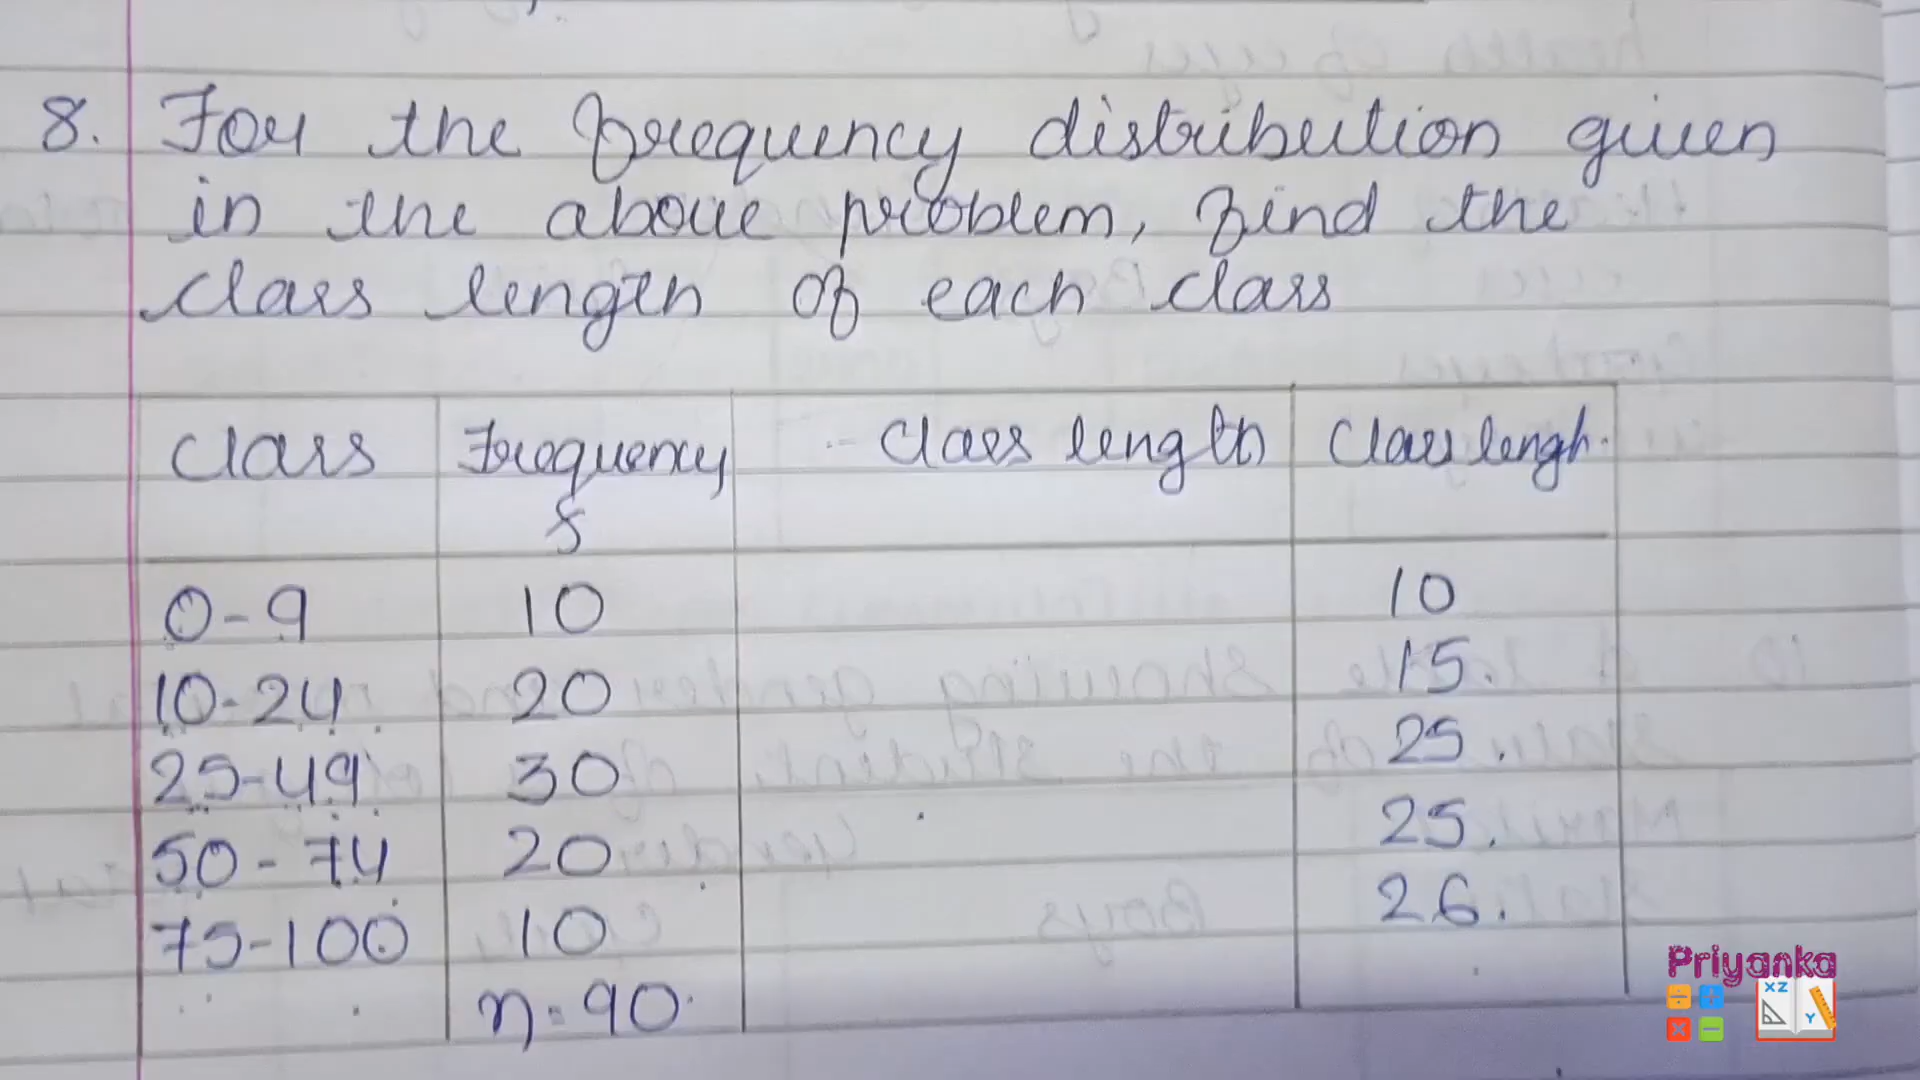 8. For the frequency distribution given
in the above problem, find the
class length of each class
class Frequency Class length Class lengh.
f
0-9 10 10
10-24 20 15.
25-49 30 25.
50-74 20 25.
75-100 10 26.
n=90.
Priyanka
XZ
Y